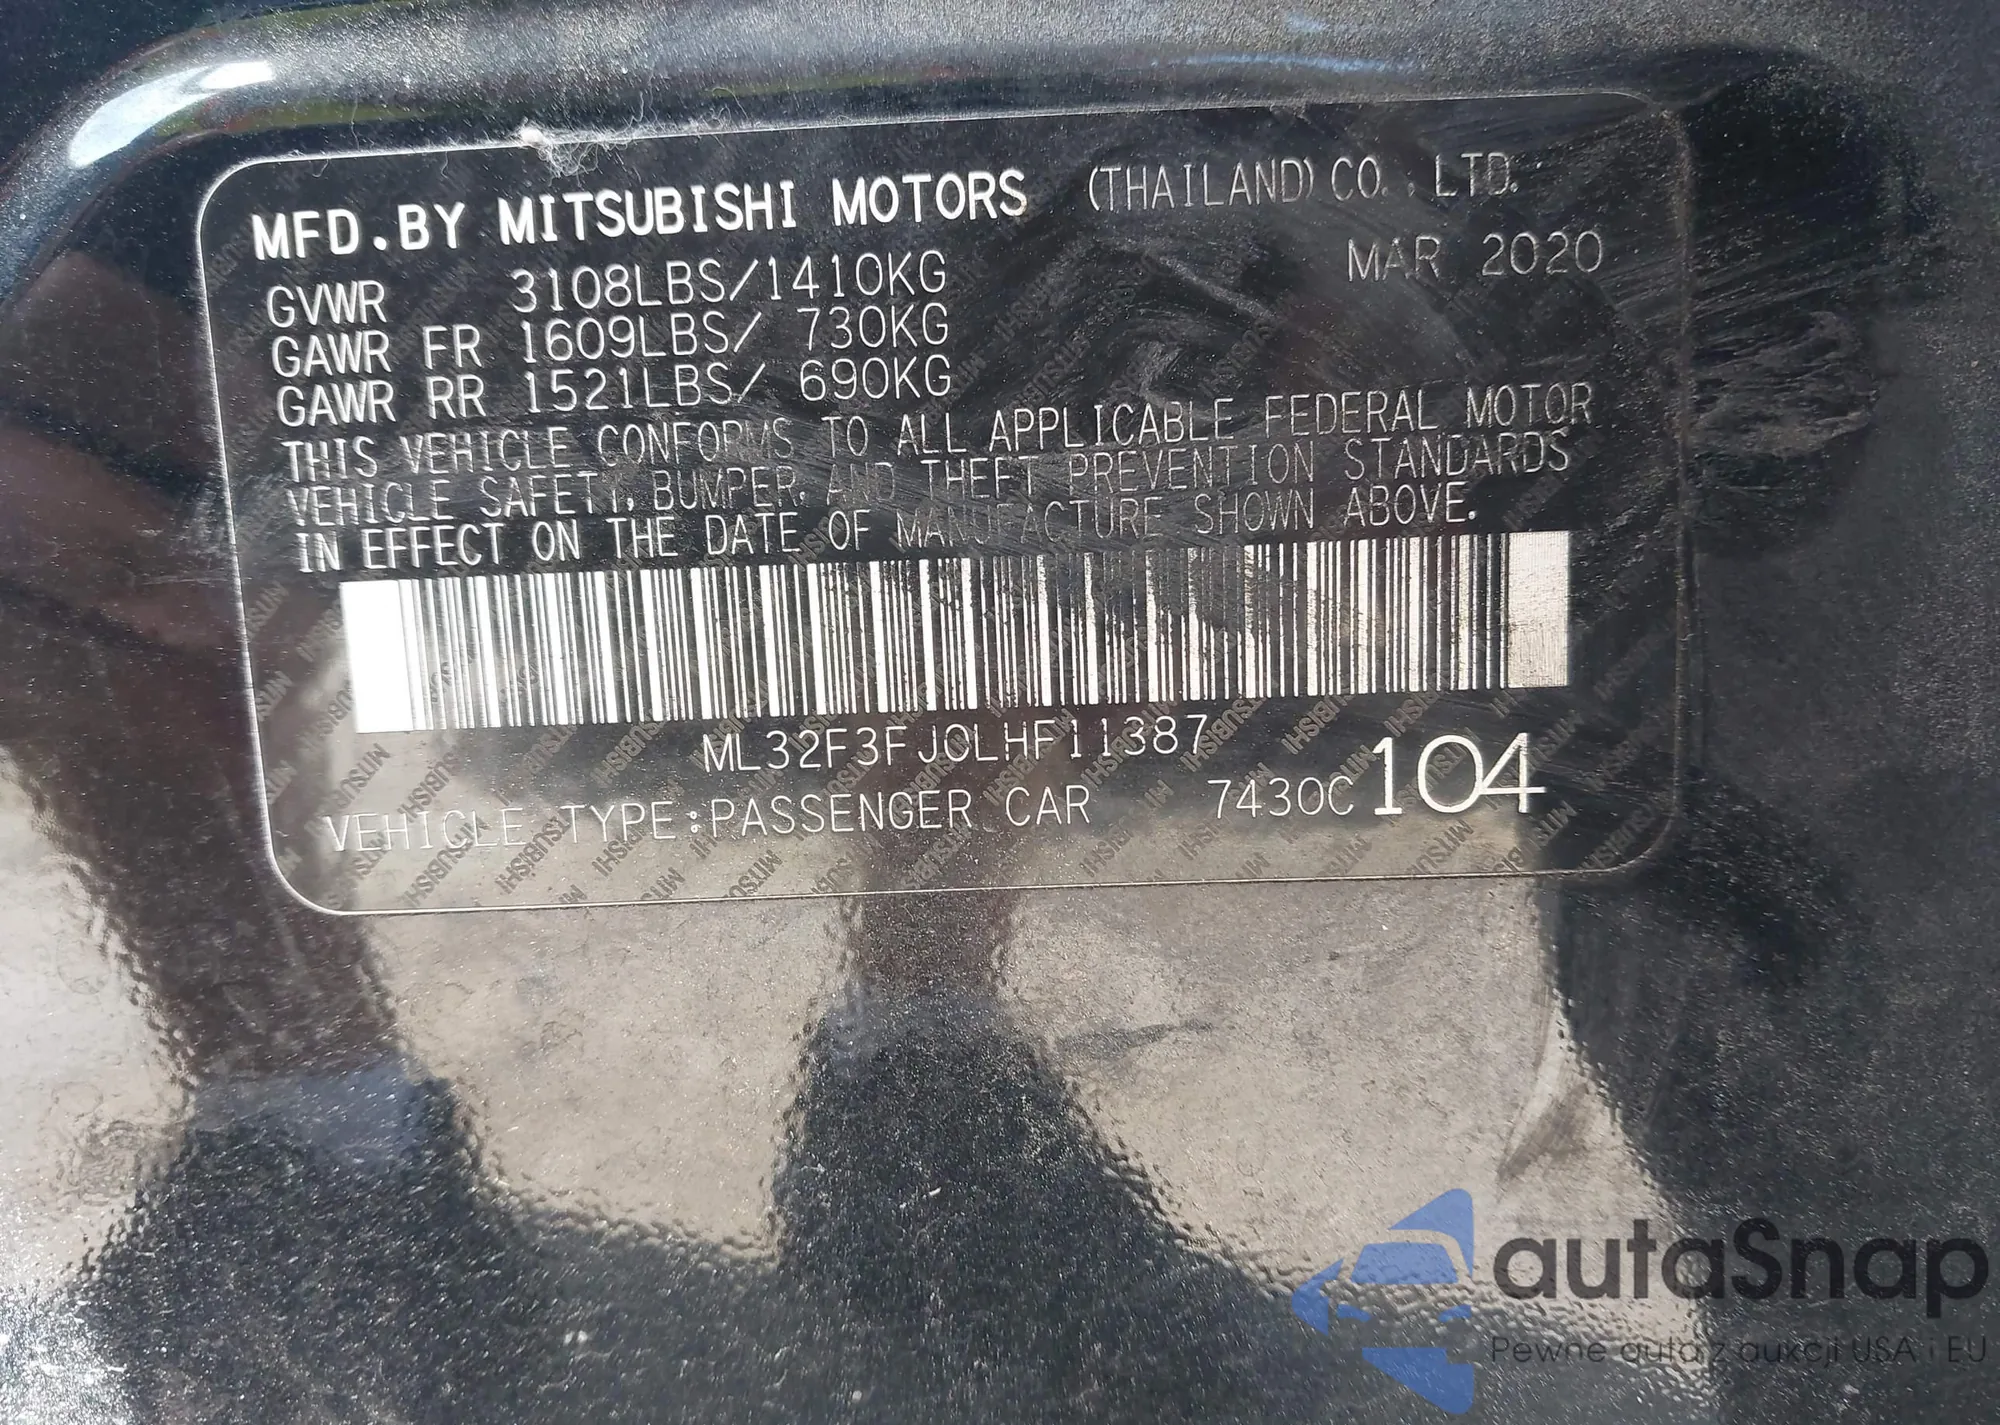 MFD.BY MITSUBISHI MOTORS (THAILAND) CO., LTD.
MAR 2020
GVWR 3108LBS/1410KG
GAWR FR 1609LBS/ 730KG
GAWR RR 1521LBS/ 690KG
THIS VEHICLE CONFORMS TO ALL APPLICABLE FEDERAL MOTOR
VEHICLE SAFETY, BUMPER, AND THEFT PREVENTION STANDARDS
IN EFFECT ON THE DATE OF MANUFACTURE SHOWN ABOVE.
ML32F3FJ0LHF11387
VEHICLE TYPE:PASSENGER CAR 7430C 104
autaSnap
Pewne auta z aukcji USA i EU